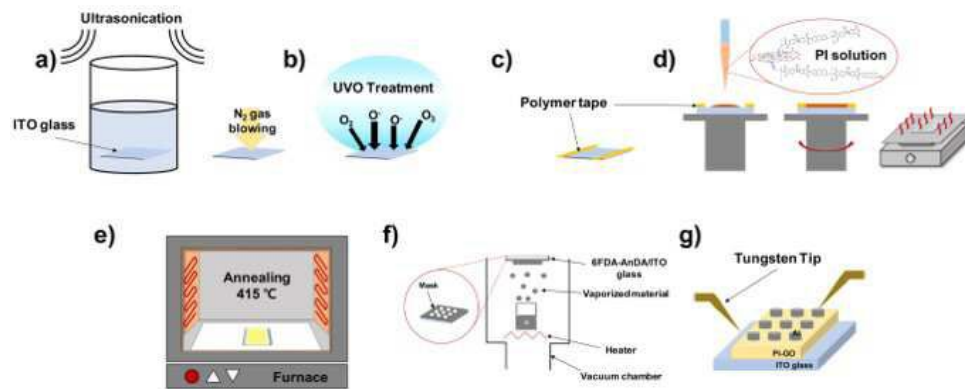 Ultrasonication
a)
ITO glass
N2 gas
blowing
b)
UVO Treatment
O2 O- O- O3
c)
Polymer tape
d)
PI solution
e)
Annealing
415 ℃
Furnace
f)
Mask
6FDA-AnDA/ITO
glass
Vaporized material
Heater
Vacuum chamber
g)
Tungsten Tip
PI-GO
ITO glass